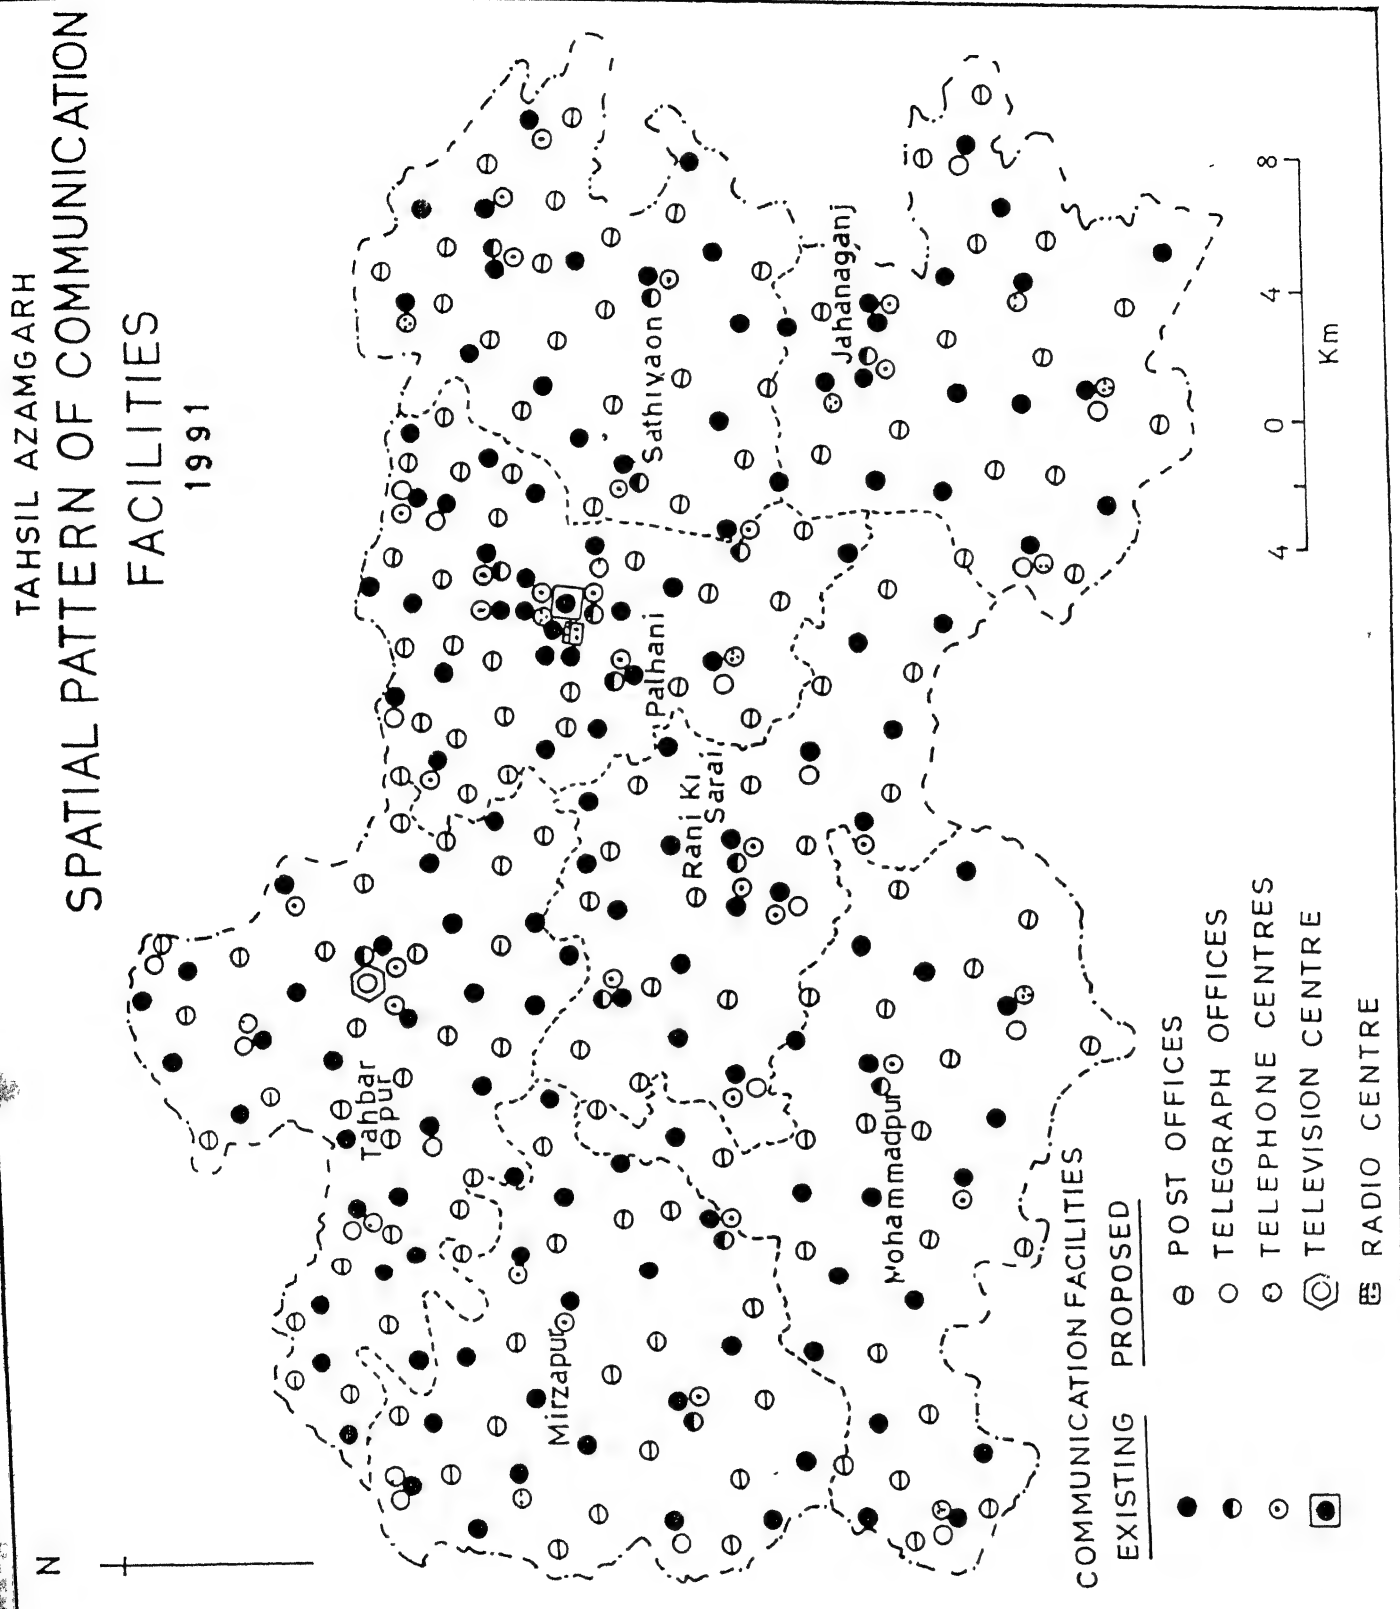 TAHSIL AZAMGARH
SPATIAL PATTERN OF COMMUNICATION
FACILITIES
1991
N
Tahbar
pur
Mirzapur
Rani Ki
Sarai
Palhani
Sathiyaon
Jahanaganj
Mohammadpur
COMMUNICATION FACILITIES
EXISTING PROPOSED
POST OFFICES
TELEGRAPH OFFICES
TELEPHONE CENTRES
TELEVISION CENTRE
RADIO CENTRE
4 0 4 8
Km